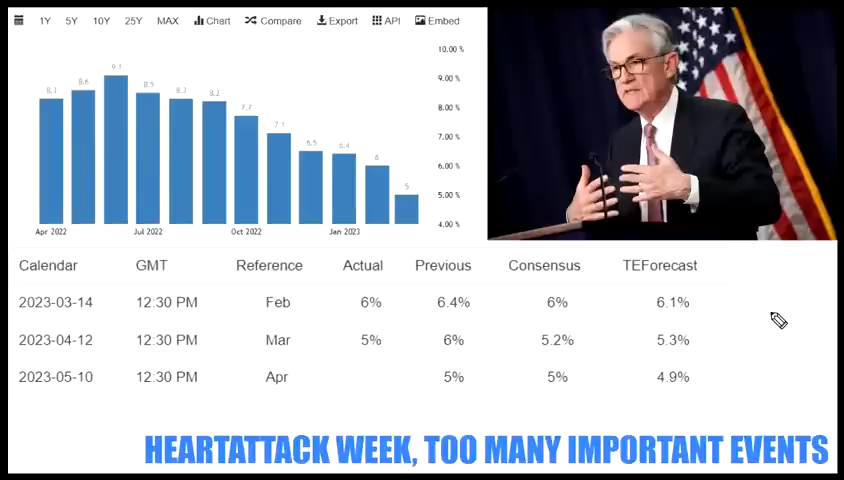 1Y 5Y 10Y 25Y MAX Chart Compare Export API Embed
10.00 %
9.00 %
8.00 %
7.00 %
6.00 %
5.00 %
4.00 %
8.3 8.6 9.1 8.5 8.3 8.2 7.7 7.1 6.5 6.4 6 5
Apr 2022 Jul 2022 Oct 2022 Jan 2023
Calendar GMT Reference Actual Previous Consensus TEForecast
2023-03-14 12:30 PM Feb 6% 6.4% 6% 6.1%
2023-04-12 12:30 PM Mar 5% 6% 5.2% 5.3%
2023-05-10 12:30 PM Apr 5% 5% 4.9%
HEARTATTACK WEEK, TOO MANY IMPORTANT EVENTS